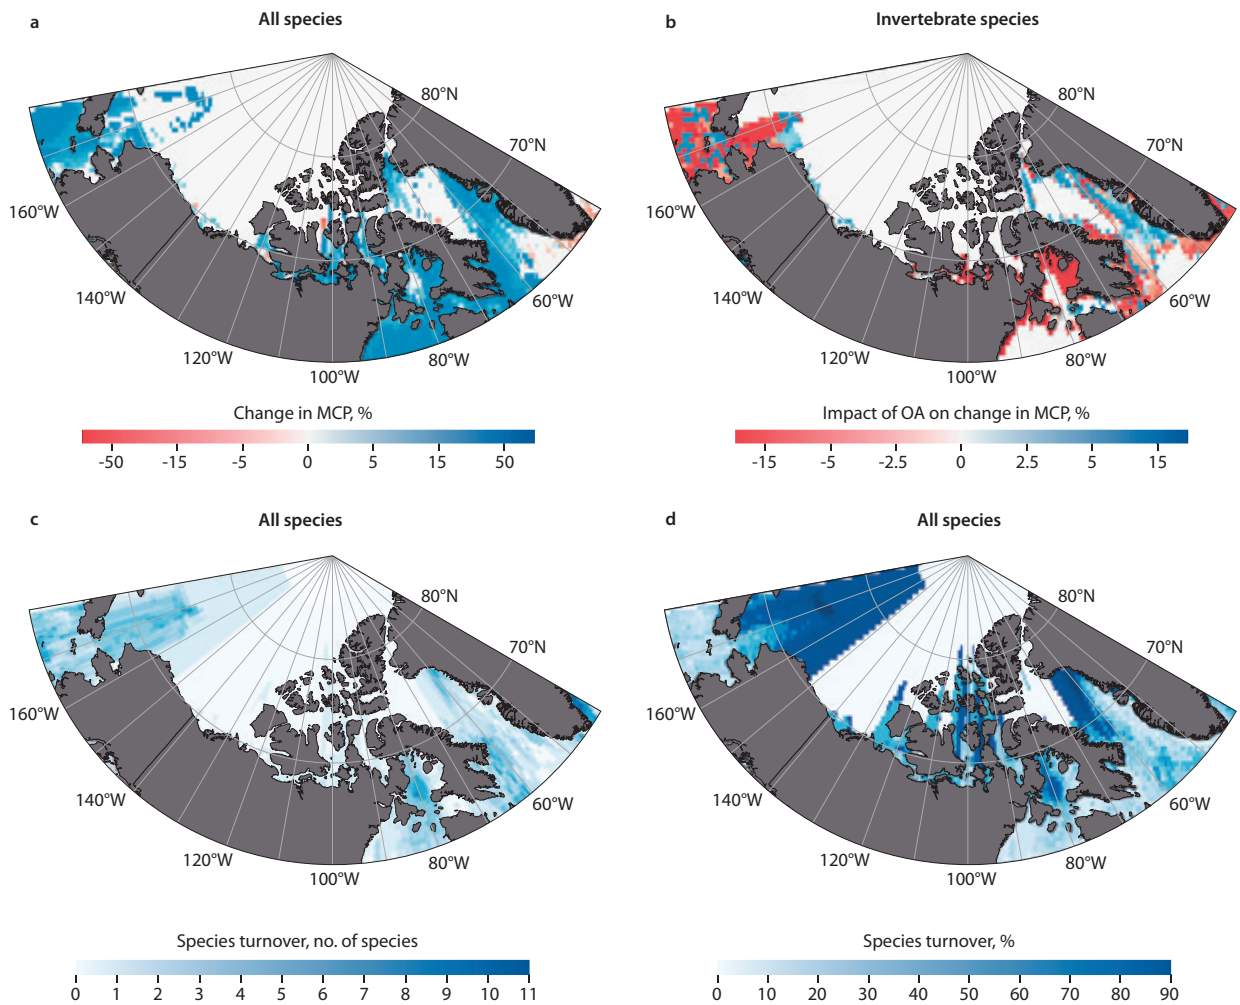 a
All species
80°N
70°N
160°W
140°W
120°W
100°W
80°W
60°W
Change in MCP, %
-50 -15 -5 0 5 15 50
b
Invertebrate species
80°N
70°N
160°W
140°W
120°W
100°W
80°W
60°W
Impact of OA on change in MCP, %
-15 -5 -2.5 0 2.5 5 15
c
All species
80°N
70°N
160°W
140°W
120°W
100°W
80°W
60°W
Species turnover, no. of species
0 1 2 3 4 5 6 7 8 9 10 11
d
All species
80°N
70°N
160°W
140°W
120°W
100°W
80°W
60°W
Species turnover, %
0 10 20 30 40 50 60 70 80 90